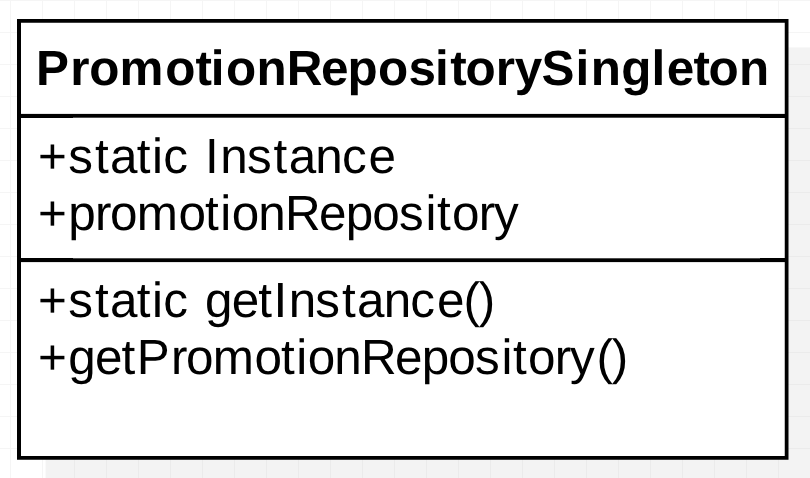 PromotionRepositorySingleton
+static Instance
+promotionRepository
+static getInstance()
+getPromotionRepository()